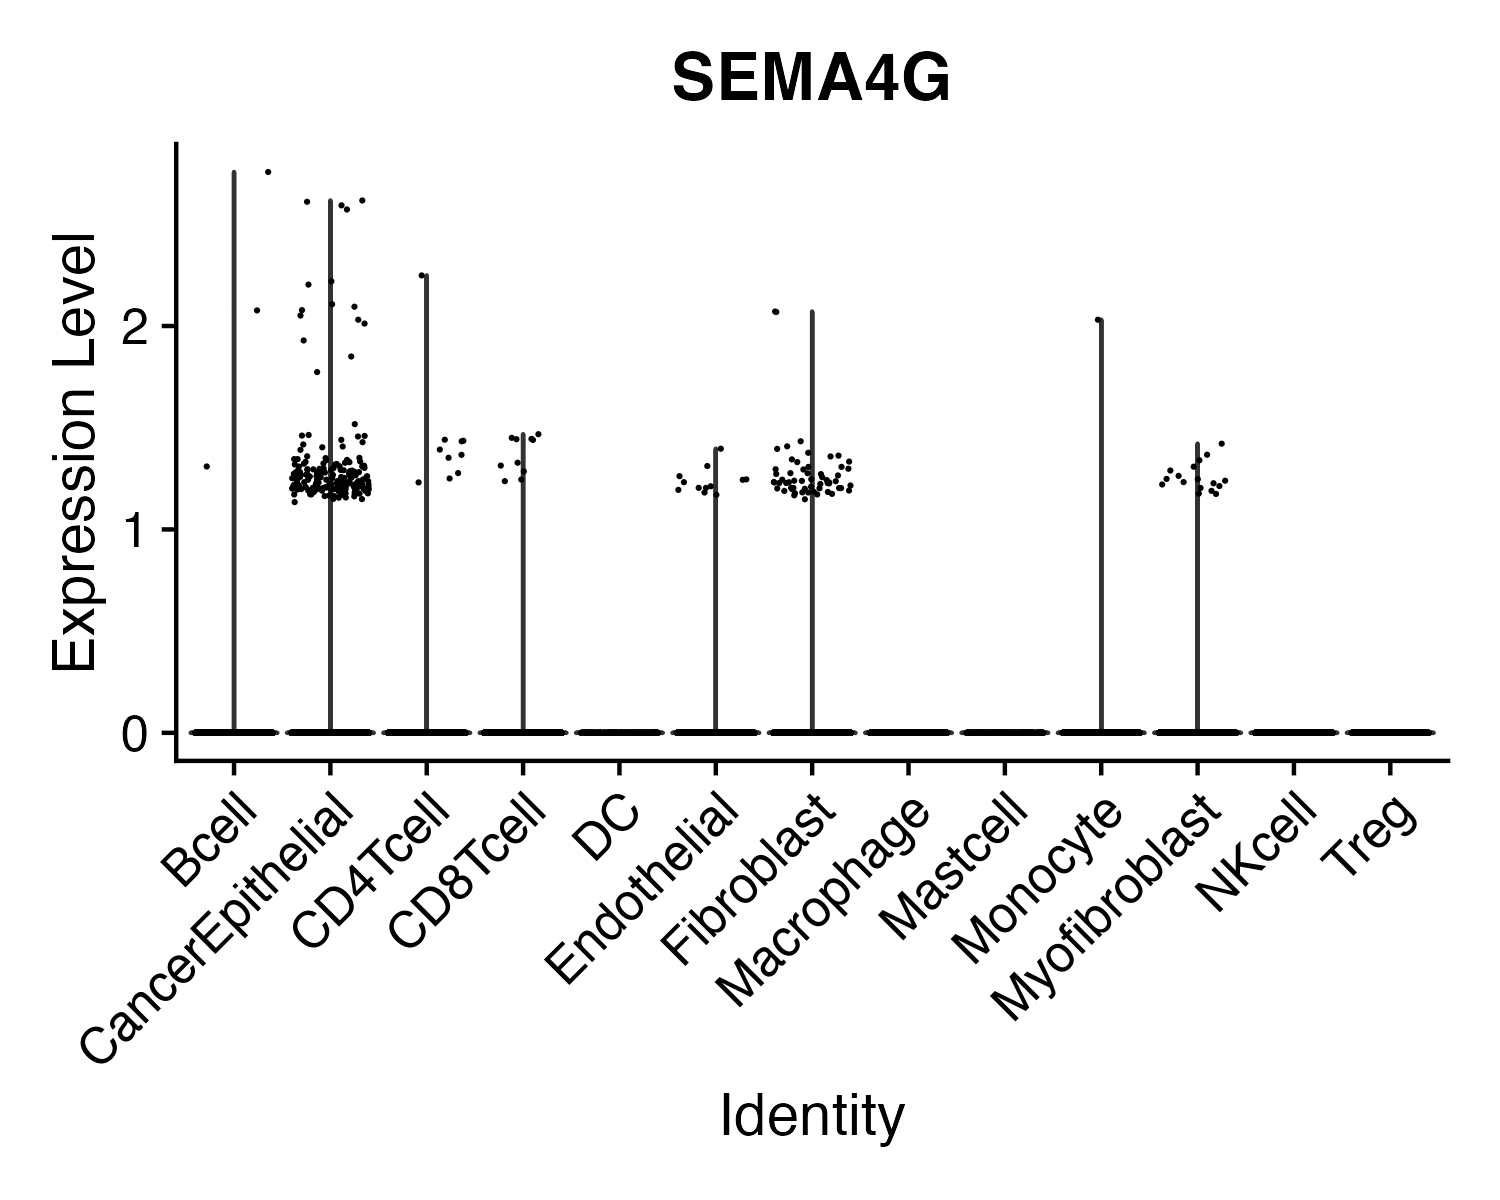 SEMA4G
Expression Level
2
1
0
Bcell
CancerEpithelial
CD4Tcell
CD8Tcell
DC
Endothelial
Fibroblast
Macrophage
Mastcell
Monocyte
Myofibroblast
NKcell
Treg
Identity